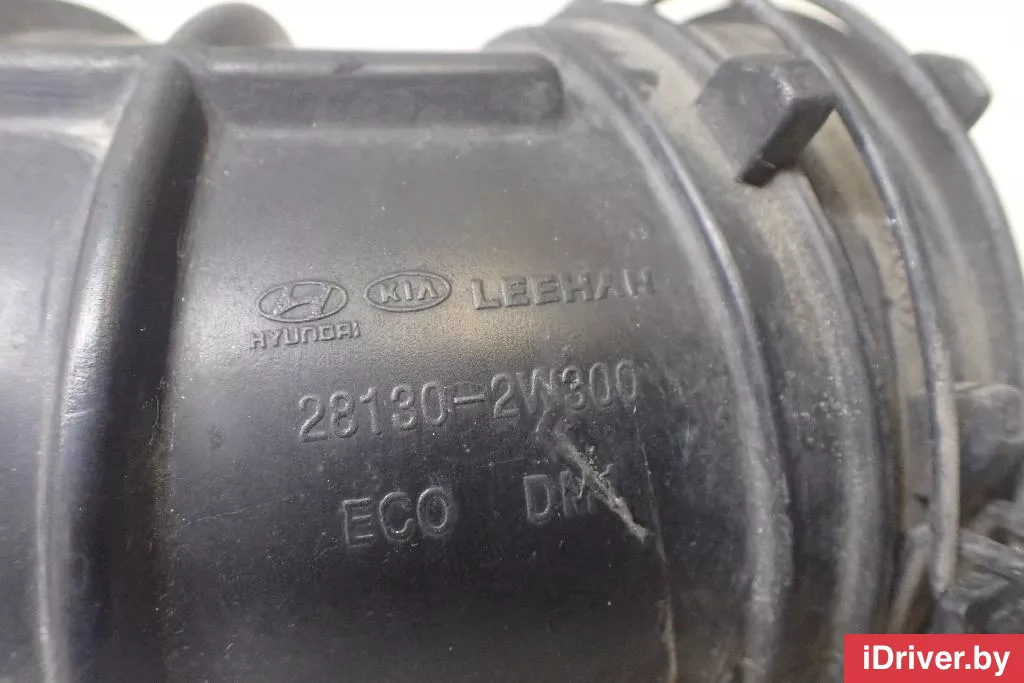 HYUNDAI KIA LEEHAN
28130-2W300
ECO
iDriver.by